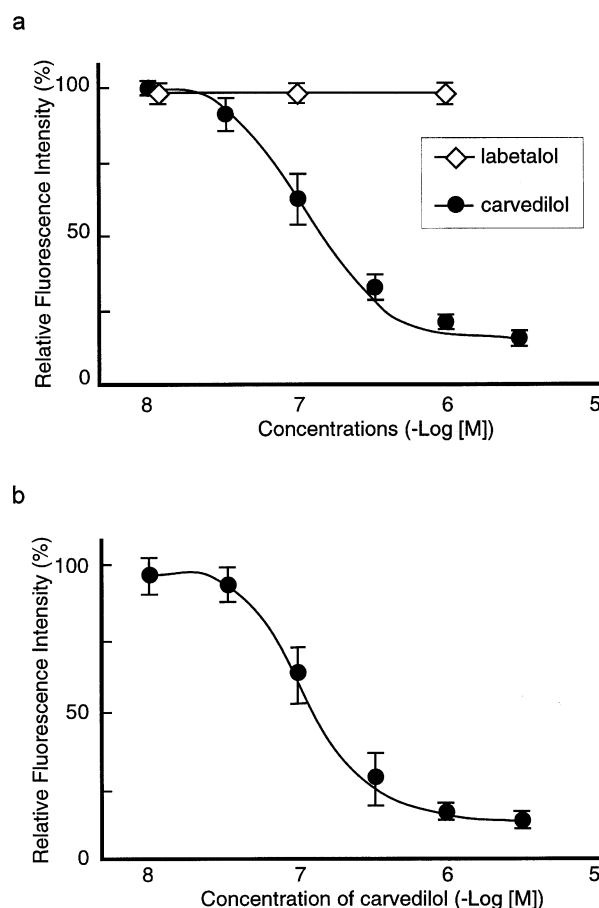 a
Relative Fluorescence Intensity (%)
100
50
0
labetalol
carvedilol
8 7 6 5
Concentrations (-Log [M])
b
Relative Fluorescence Intensity (%)
100
50
0
8 7 6 5
Concentration of carvedilol (-Log [M])